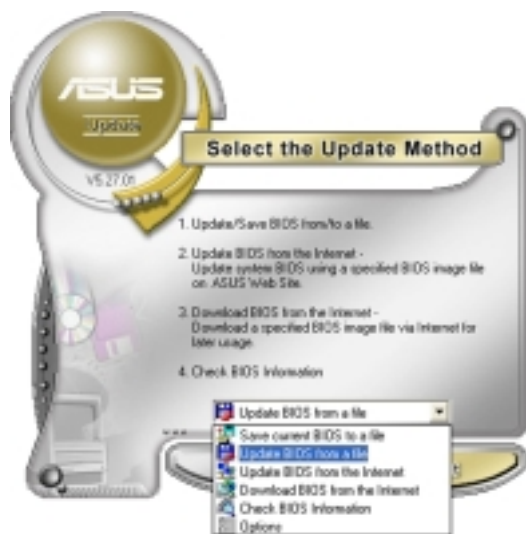 ASUS
Update
V5.27.01
Select the Update Method
1. Update/Save BIOS from/to a file.
2. Update BIOS from the Internet -
Update system BIOS using a specified BIOS image file
on ASUS Web Site.
3. Download BIOS from the Internet -
Download a specified BIOS image file via Internet for
later usage.
4. Check BIOS Information
Update BIOS from a file
Save current BIOS to a file
Update BIOS from a file
Update BIOS from the Internet
Download BIOS from the Internet
Check BIOS Information
Options